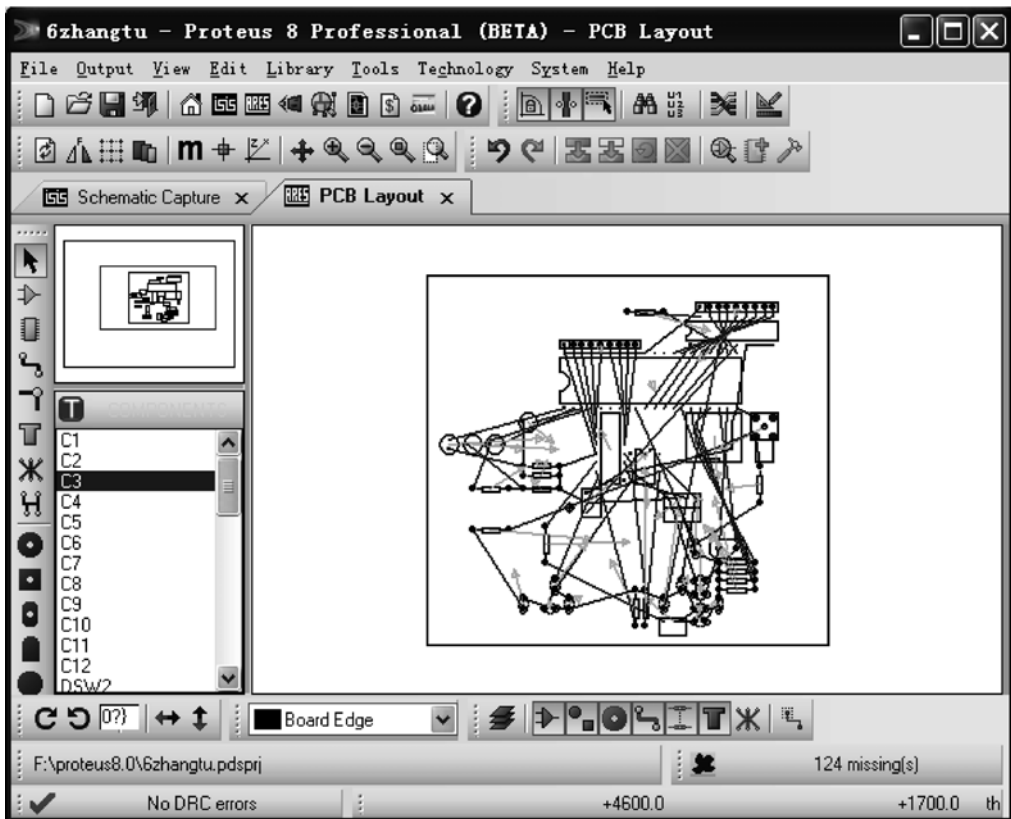 6zhangtu - Proteus 8 Professional (BETA) - PCB Layout
File Output View Edit Library Tools Technology System Help
Schematic Capture x PCB Layout x
COMPONENTS
C1
C2
C3
C4
C5
C6
C7
C8
C9
C10
C11
C12
DSW2
Board Edge
F:\proteus8.0\6zhangtu.pdsprj 124 missing(s)
No DRC errors +4600.0 +1700.0 th